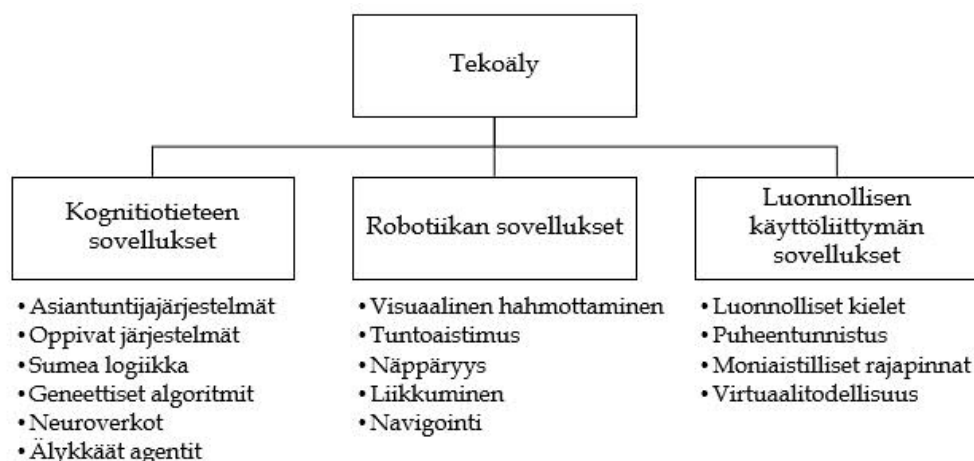 Tekoäly
Kognitiotieteen
sovellukset
• Asiantuntijajärjestelmät
• Oppivat järjestelmät
• Sumea logiikka
• Geneettiset algoritmit
• Neuroverkot
• Älykkäät agentit
Robotiikan sovellukset
• Visuaalinen hahmottaminen
• Tuntoaistimus
• Näppäryys
• Liikkuminen
• Navigointi
Luonnollisen
käyttöliittymän
sovellukset
• Luonnolliset kielet
• Puheentunnistus
• Moniaistilliset rajapinnat
• Virtuaalitodellisuus